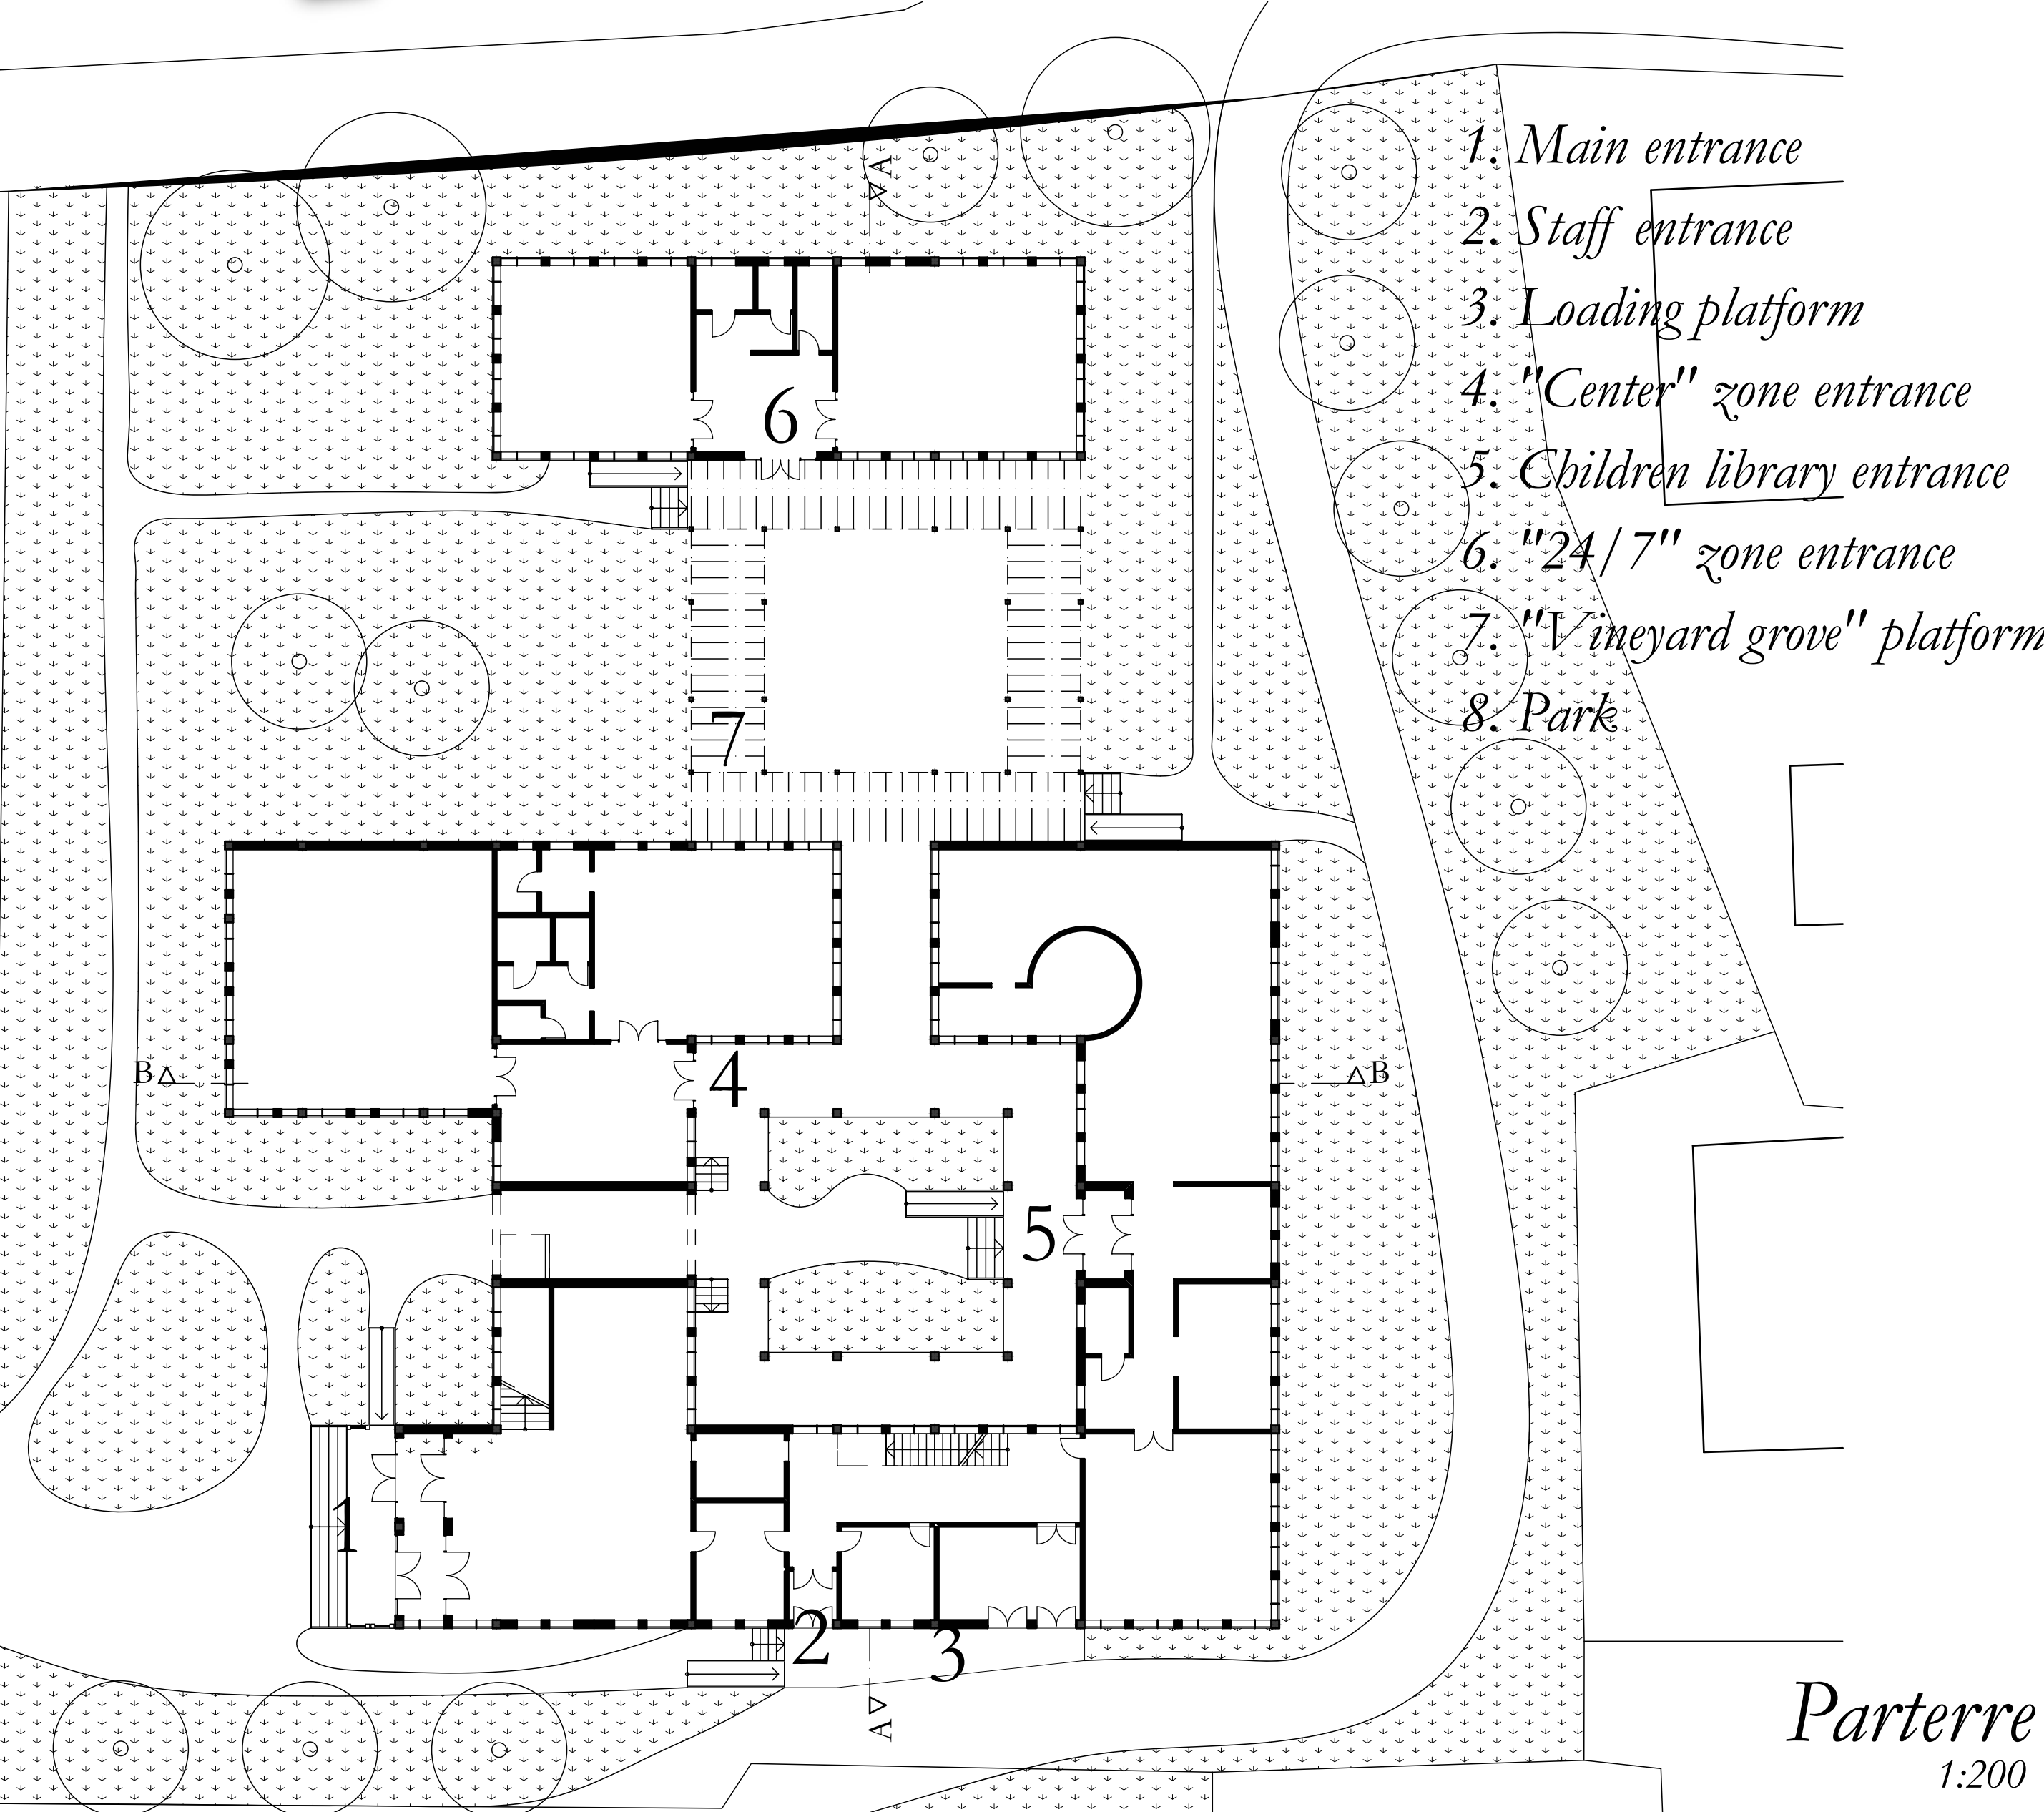 A
1. Main entrance
2. Staff entrance
3. Loading platform
4. "Center" zone entrance
5. Children library entrance
6. "24/7" zone entrance
7. "Vineyard grove" platform
8. Park
6
7
4
B
B
5
1
2
3
A
Parterre
1:200